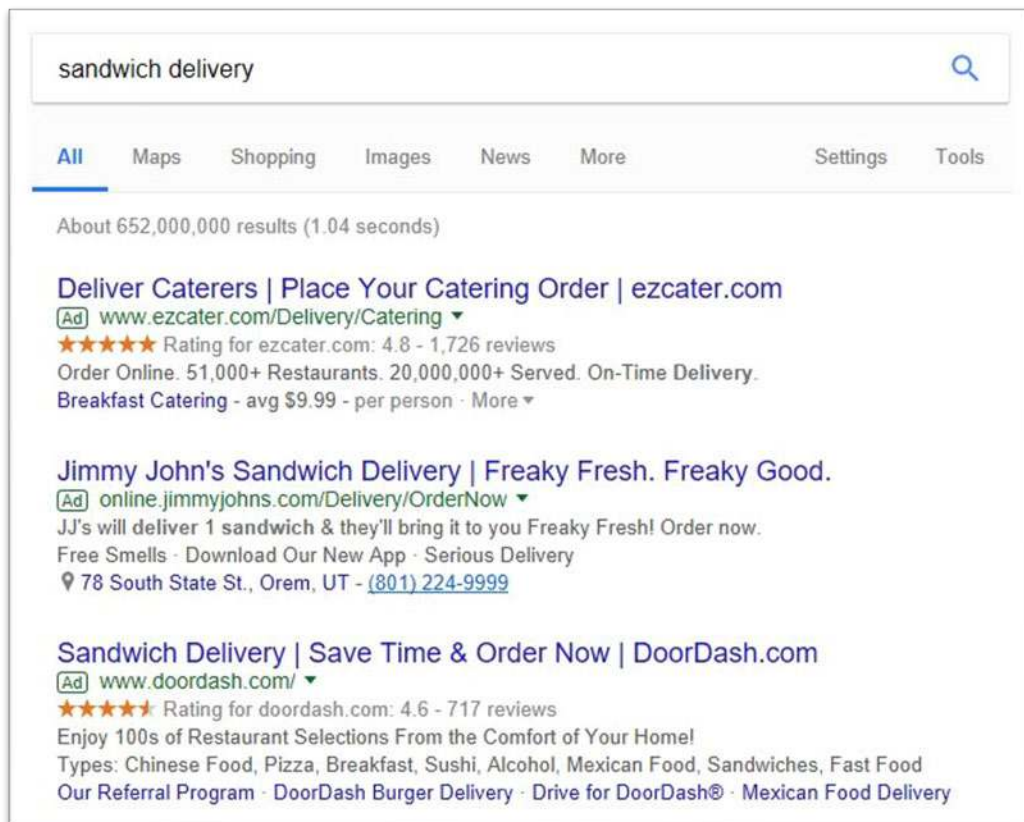 sandwich delivery
All Maps Shopping Images News More Settings Tools
About 652,000,000 results (1.04 seconds)
Deliver Caterers | Place Your Catering Order | ezcater.com
Ad www.ezcater.com/Delivery/Catering
Rating for ezcater.com: 4.8 - 1,726 reviews
Order Online. 51,000+ Restaurants. 20,000,000+ Served. On-Time Delivery.
Breakfast Catering - avg $9.99 - per person · More
Jimmy John's Sandwich Delivery | Freaky Fresh. Freaky Good.
Ad online.jimmyjohns.com/Delivery/OrderNow
JJ's will deliver 1 sandwich & they'll bring it to you Freaky Fresh! Order now.
Free Smells · Download Our New App · Serious Delivery
78 South State St., Orem, UT - (801) 224-9999
Sandwich Delivery | Save Time & Order Now | DoorDash.com
Ad www.doordash.com/
Rating for doordash.com: 4.6 - 717 reviews
Enjoy 100s of Restaurant Selections From the Comfort of Your Home!
Types: Chinese Food, Pizza, Breakfast, Sushi, Alcohol, Mexican Food, Sandwiches, Fast Food
Our Referral Program · DoorDash Burger Delivery · Drive for DoorDash® · Mexican Food Delivery